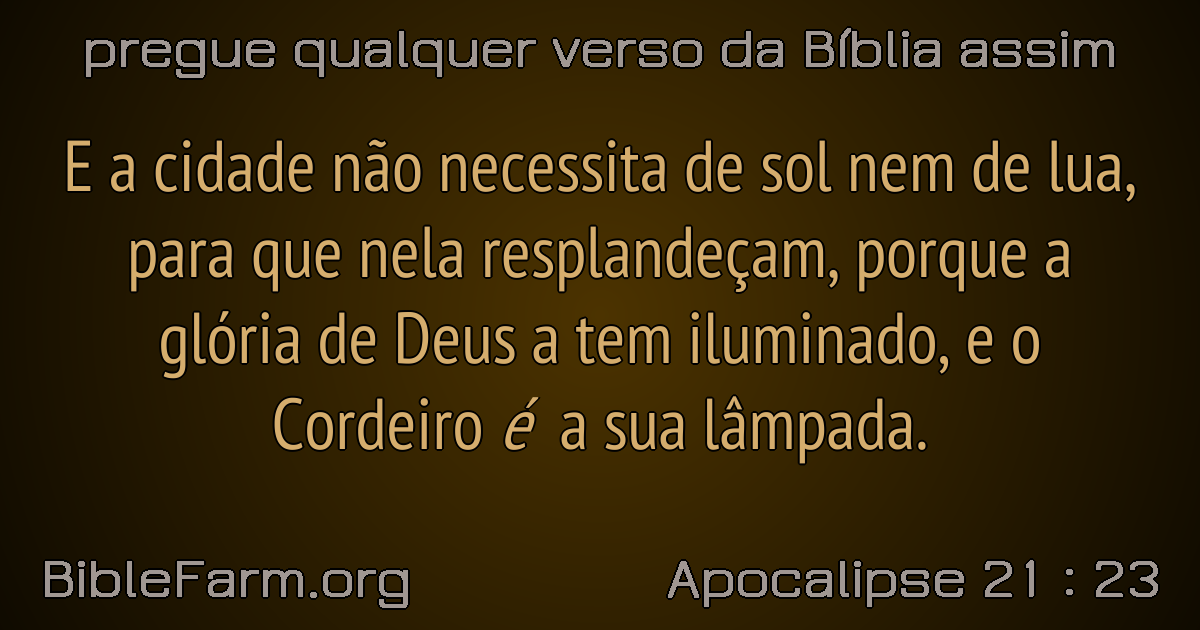 pregue qualquer verso da Bíblia assim
E a cidade não necessita de sol nem de lua,
para que nela resplandeçam, porque a
glória de Deus a tem iluminado, e o
Cordeiro é a sua lâmpada.
BibleFarm.org
Apocalipse 21 : 23